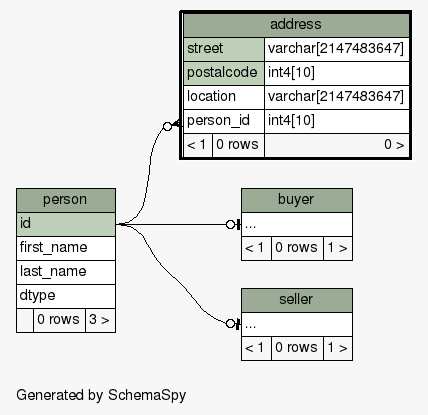 address
street varchar[2147483647]
postalcode int4[10]
location varchar[2147483647]
person_id int4[10]
< 1 0 rows 0 >
person
id
first_name
last_name
dtype
0 rows 3 >
buyer
...
< 1 0 rows 1 >
seller
...
< 1 0 rows 1 >
Generated by SchemaSpy